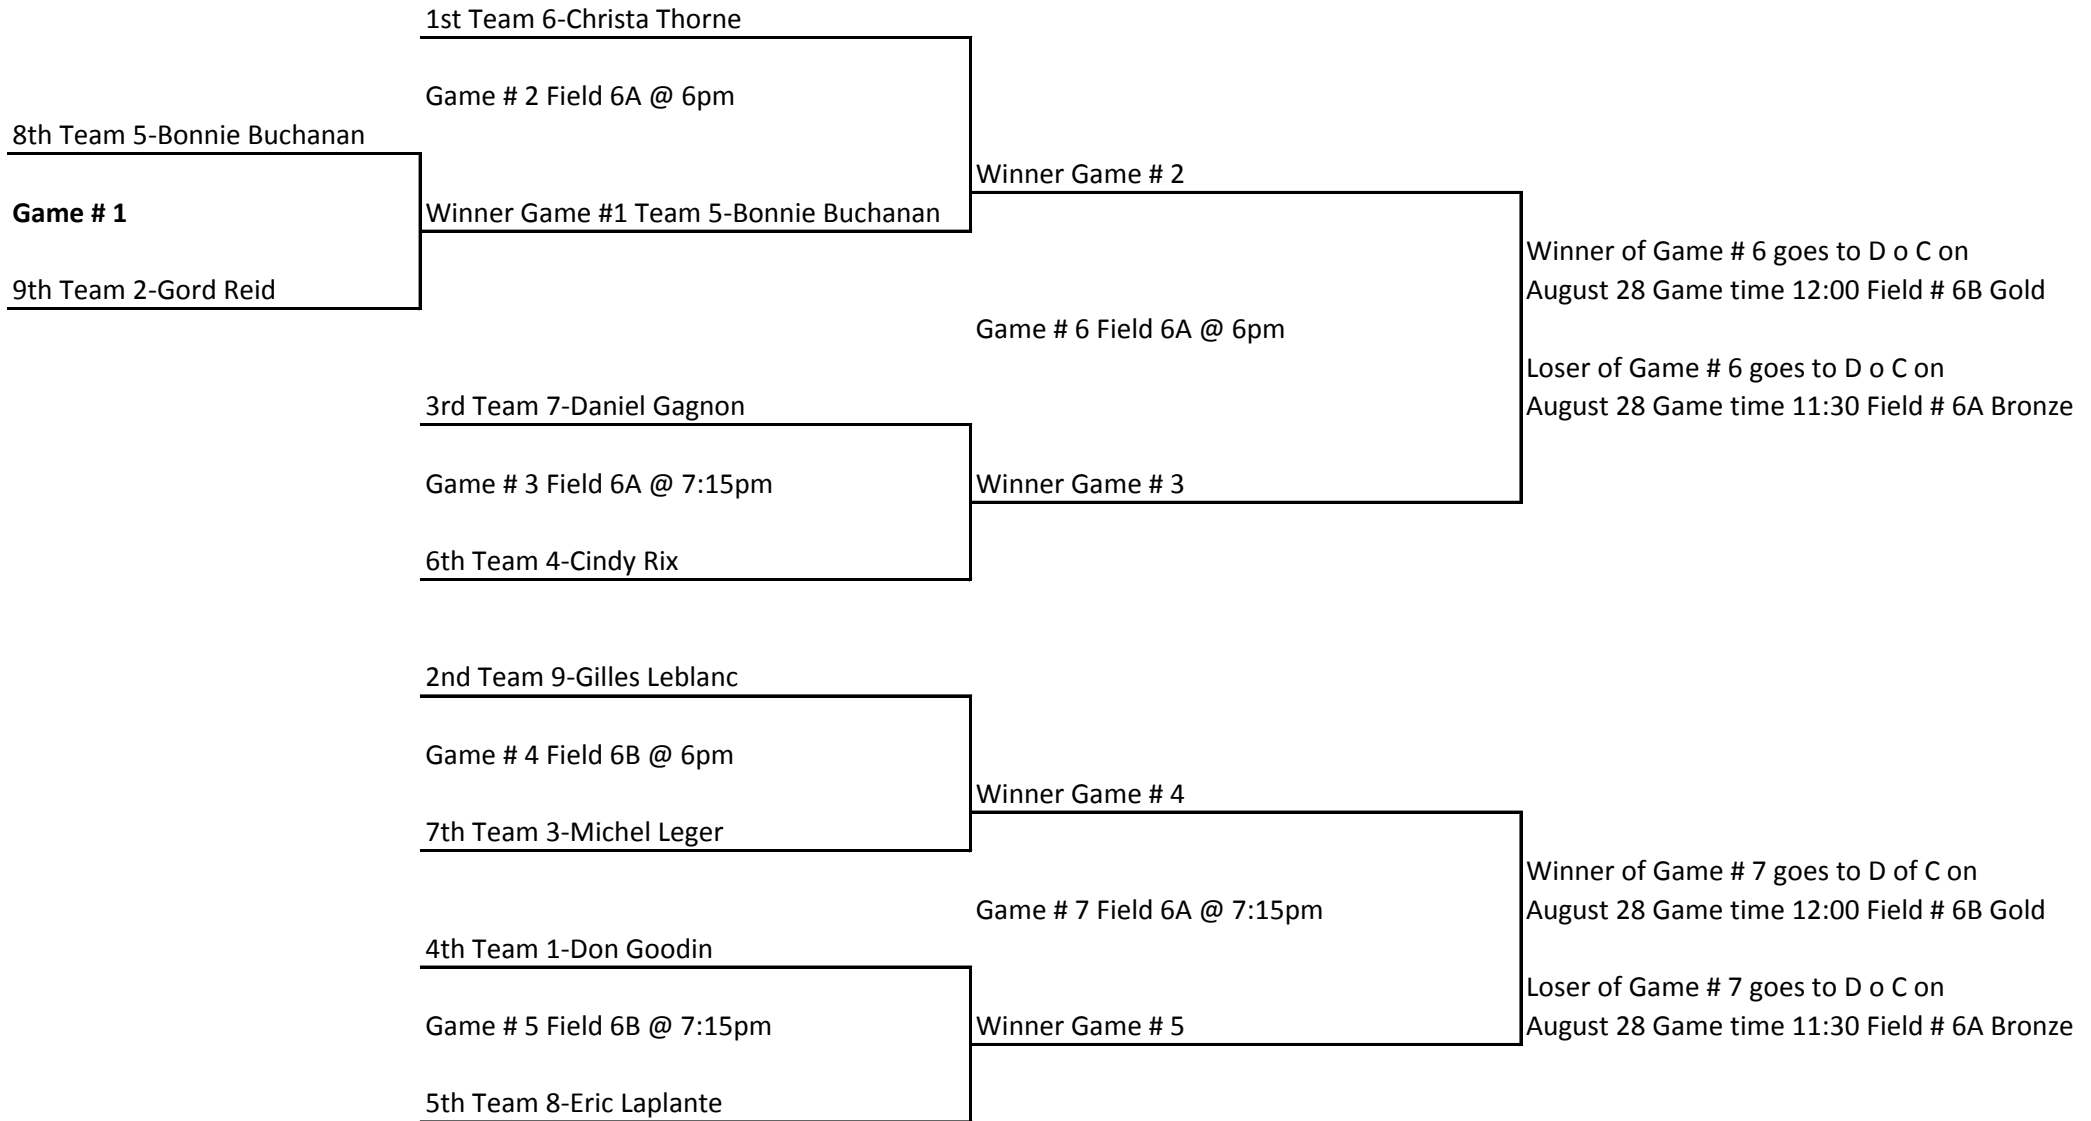 1st Team 6-Christa Thorne
Game # 2 Field 6A @ 6pm
8th Team 5-Bonnie Buchanan
Winner Game # 2
Game # 1
Winner Game #1 Team 5-Bonnie Buchanan
Winner of Game # 6 goes to D o C on
9th Team 2-Gord Reid
August 28 Game time 12:00 Field # 6B Gold
Game # 6 Field 6A @ 6pm
Loser of Game # 6 goes to D o C on
3rd Team 7-Daniel Gagnon
August 28 Game time 11:30 Field # 6A Bronze
Game # 3 Field 6A @ 7:15pm
Winner Game # 3
6th Team 4-Cindy Rix
2nd Team 9-Gilles Leblanc
Game # 4 Field 6B @ 6pm
Winner Game # 4
7th Team 3-Michel Leger
Winner of Game # 7 goes to D of C on
Game # 7 Field 6A @ 7:15pm
August 28 Game time 12:00 Field # 6B Gold
4th Team 1-Don Goodin
Loser of Game # 7 goes to D o C on
Game # 5 Field 6B @ 7:15pm
Winner Game # 5
August 28 Game time 11:30 Field # 6A Bronze
5th Team 8-Eric Laplante